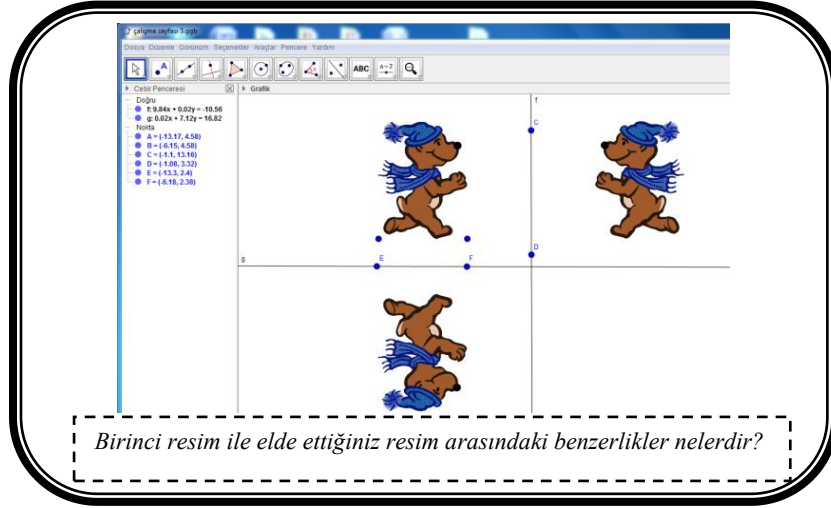 çalışma sayfası 3.ggb
Dosya Düzenle Görünüm Seçenekler Araçlar Pencere Yardım
ABC a=2
Cebir Penceresi
Grafik
Doğru
f: 9.84x + 0.02y = -10.56
g: 0.02x + 7.12y = 16.82
Nokta
A = (-13.17, 4.58)
B = (-6.15, 4.58)
C = (-1.1, 13.16)
D = (-1.08, 3.32)
E = (-13.3, 2.4)
F = (-6.18, 2.38)
f
C
D
g
E
F
Birinci resim ile elde ettiğiniz resim arasındaki benzerlikler nelerdir?